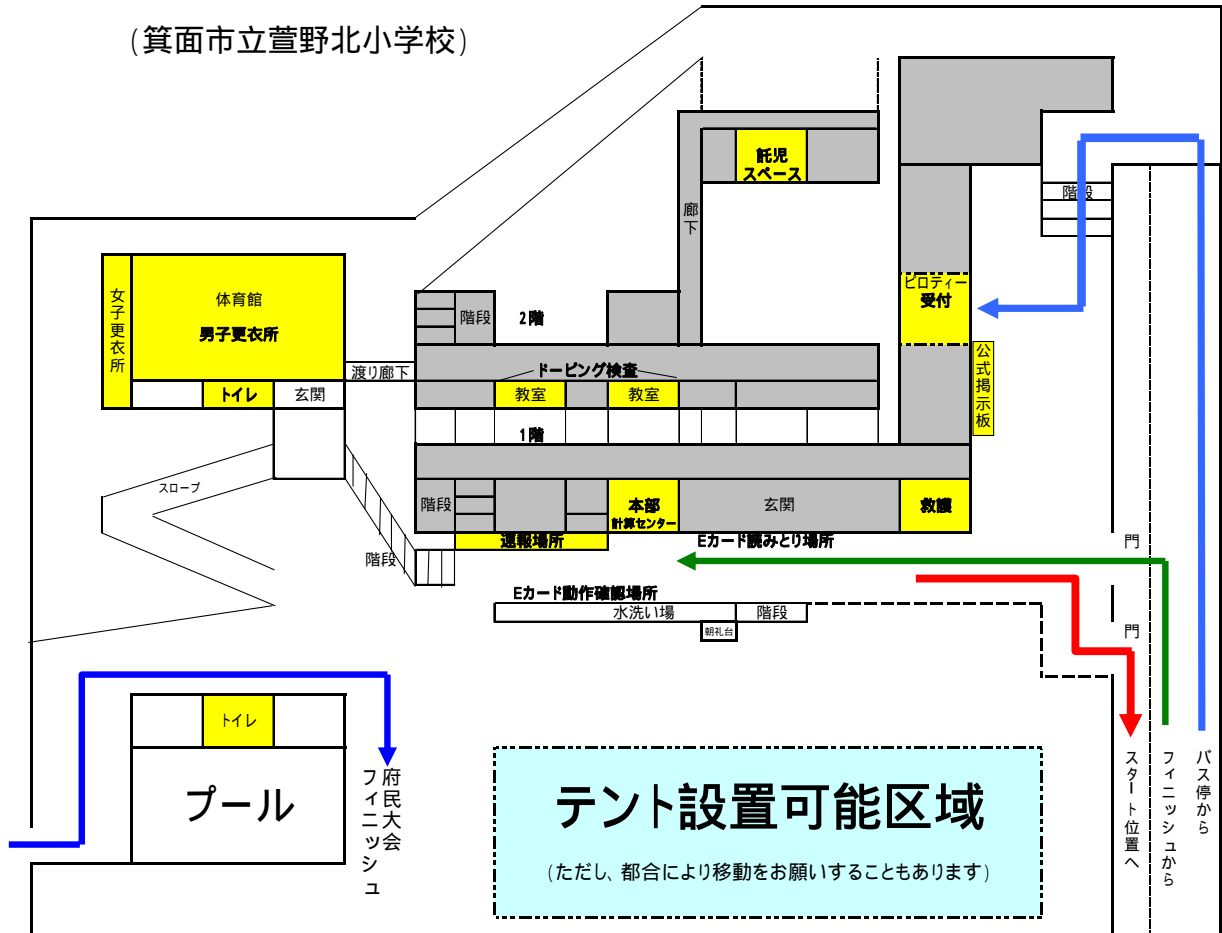 (箕面市立萱野北小学校)
託児
スペース
廊下
階段
ピロティー
受付
公式掲示板
女子更衣所
体育館
男子更衣所
階段
2階
渡り廊下
ドーピング検査
トイレ
玄関
教室
教室
1階
スロープ
階段
階段
本部
計算センター
玄関
救護
速報場所
Eカード読みとり場所
門
Eカード動作確認場所
水洗い場
階段
朝礼台
門
トイレ
プール
府民大会
フィニッシュ
テント設置可能区域
(ただし、都合により移動をお願いすることもあります)
スタート位置へ
フィニッシュから
バス停から